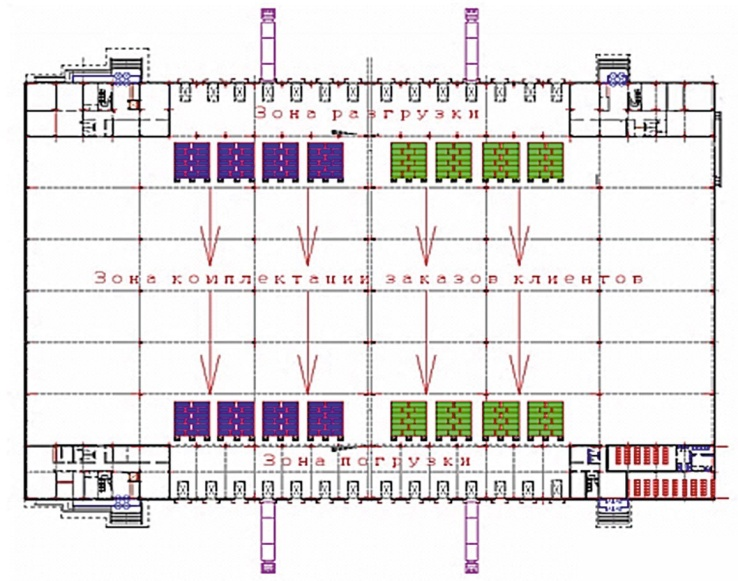 Зона разгрузки
Зона комплектации заказов клиентов
Зона погрузки